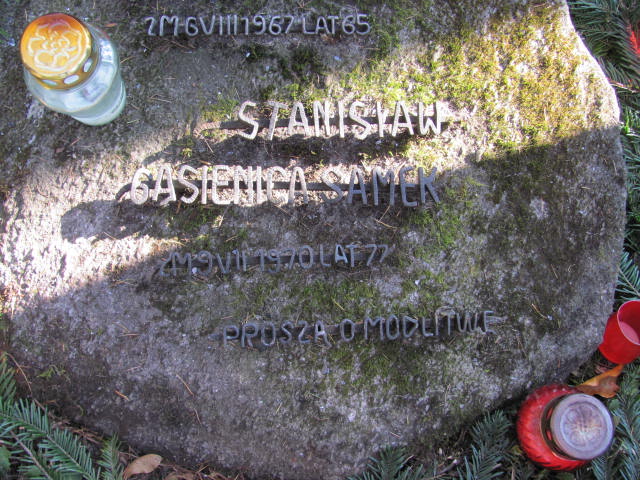 ZM 6 VIII 1967 LAT 65
STANISŁAW
GĄSIENICA SAMEK
ZM 9 VII 1970 LAT 77
PROSZĄ O MODLITWĘ